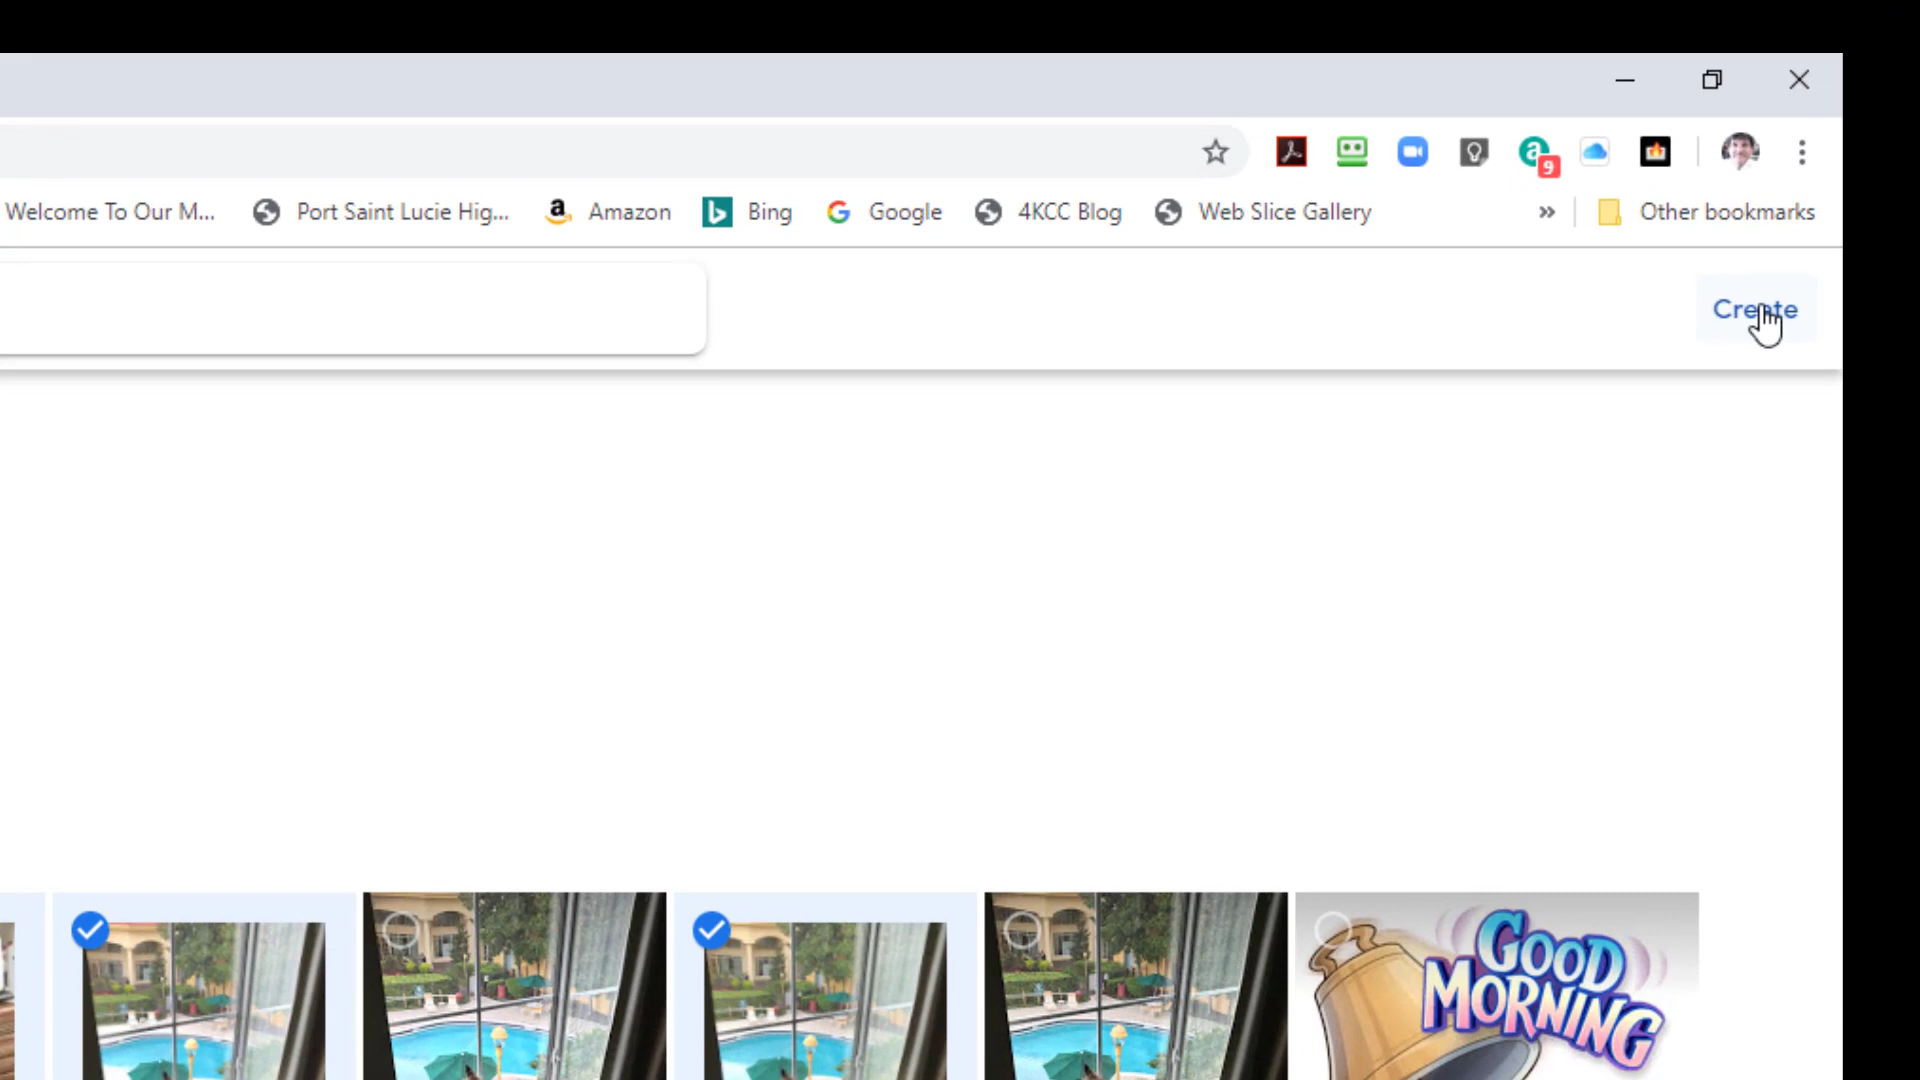 9
Welcome To Our M... Port Saint Lucie Hig... Amazon Bing Google 4KCC Blog Web Slice Gallery » Other bookmarks
Create
GOOD
MORNING